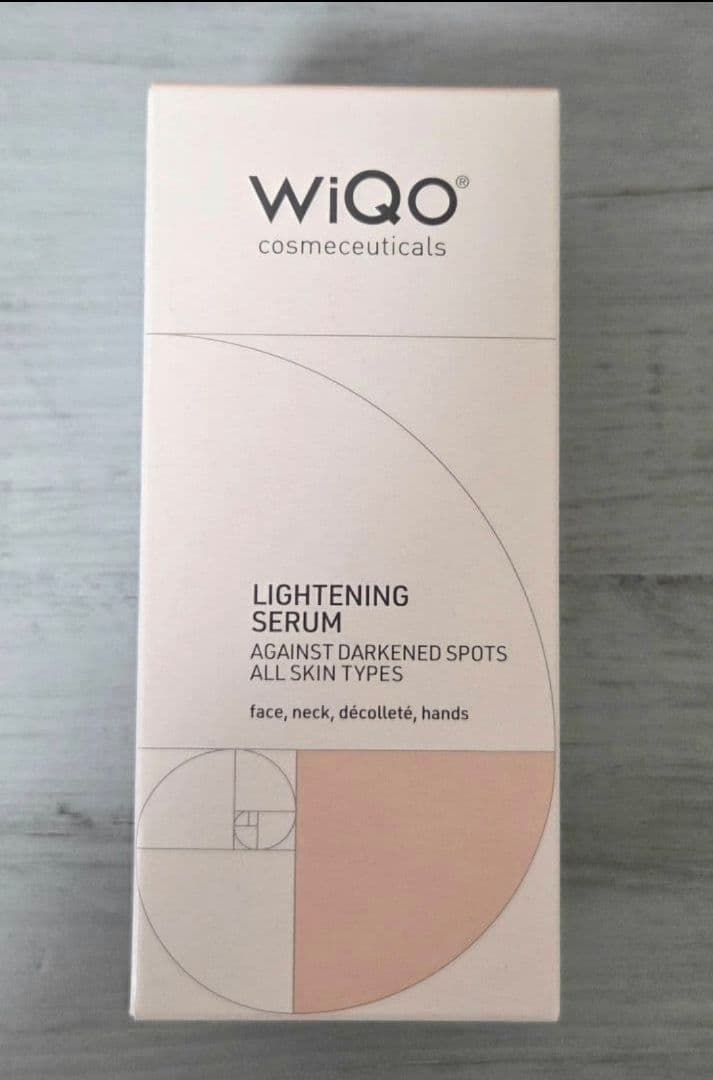 WiQo®
cosmeceuticals
LIGHTENING
SERUM
AGAINST DARKENED SPOTS
ALL SKIN TYPES
face, neck, décolleté, hands